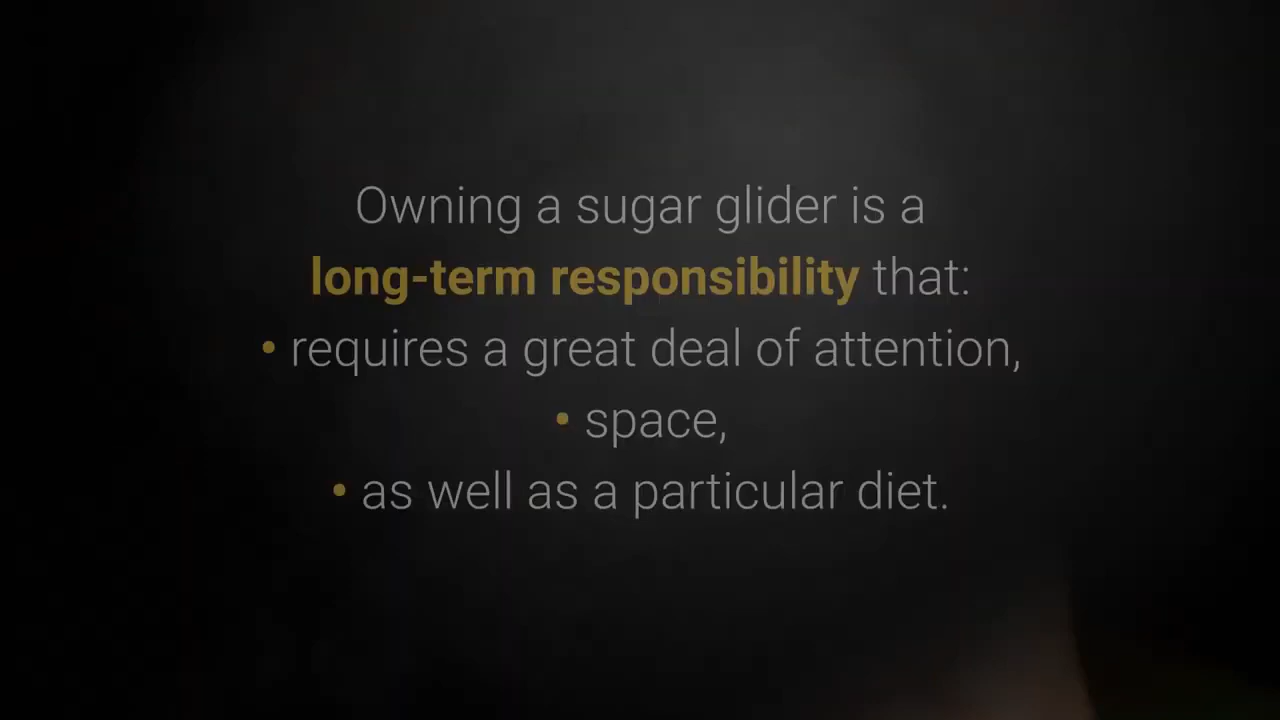 Owning a sugar glider is a
long-term responsibility that:
• requires a great deal of attention,
• space,
• as well as a particular diet.